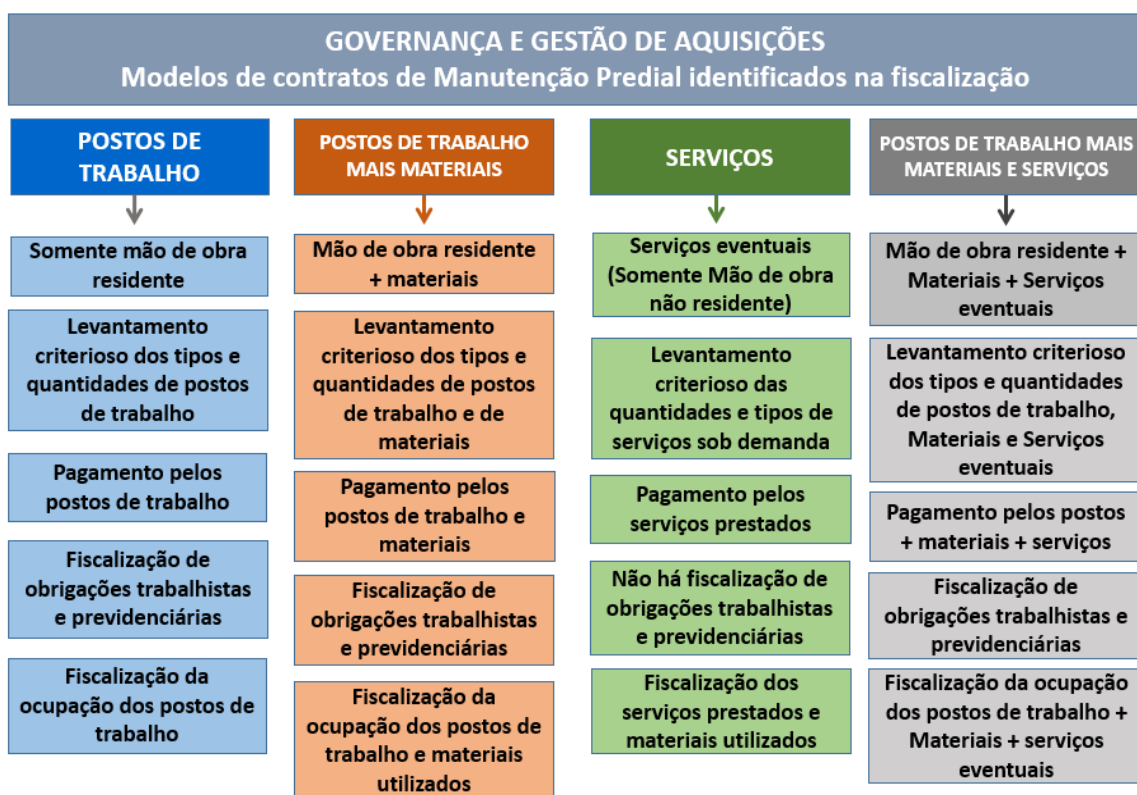 GOVERNANÇA E GESTÃO DE AQUISIÇÕES
Modelos de contratos de Manutenção Predial identificados na fiscalização
POSTOS DE
TRABALHO
Somente mão de obra
residente
Levantamento
criterioso dos tipos e
quantidades de postos
de trabalho
Pagamento pelos
postos de trabalho
Fiscalização de
obrigações trabalhistas
e previdenciárias
Fiscalização da
ocupação dos postos de
trabalho
POSTOS DE TRABALHO
MAIS MATERIAIS
Mão de obra residente
+ materiais
Levantamento
criterioso dos tipos e
quantidades de postos
de trabalho e de
materiais
Pagamento pelos
postos de trabalho e
materiais
Fiscalização de
obrigações trabalhistas
e previdenciárias
Fiscalização da
ocupação dos postos de
trabalho e materiais
utilizados
SERVIÇOS
Serviços eventuais
(Somente Mão de obra
não residente)
Levantamento
criterioso das
quantidades e tipos de
serviços sob demanda
Pagamento pelos
serviços prestados
Não há fiscalização de
obrigações trabalhistas
e previdenciárias
Fiscalização dos
serviços prestados e
materiais utilizados
POSTOS DE TRABALHO MAIS
MATERIAIS E SERVIÇOS
Mão de obra residente +
Materiais + Serviços
eventuais
Levantamento criterioso
dos tipos e quantidades
de postos de trabalho,
Materiais e Serviços
eventuais
Pagamento pelos postos
+ materiais + serviços
Fiscalização de
obrigações trabalhistas e
previdenciárias
Fiscalização da ocupação
dos postos de trabalho +
Materiais + serviços
eventuais